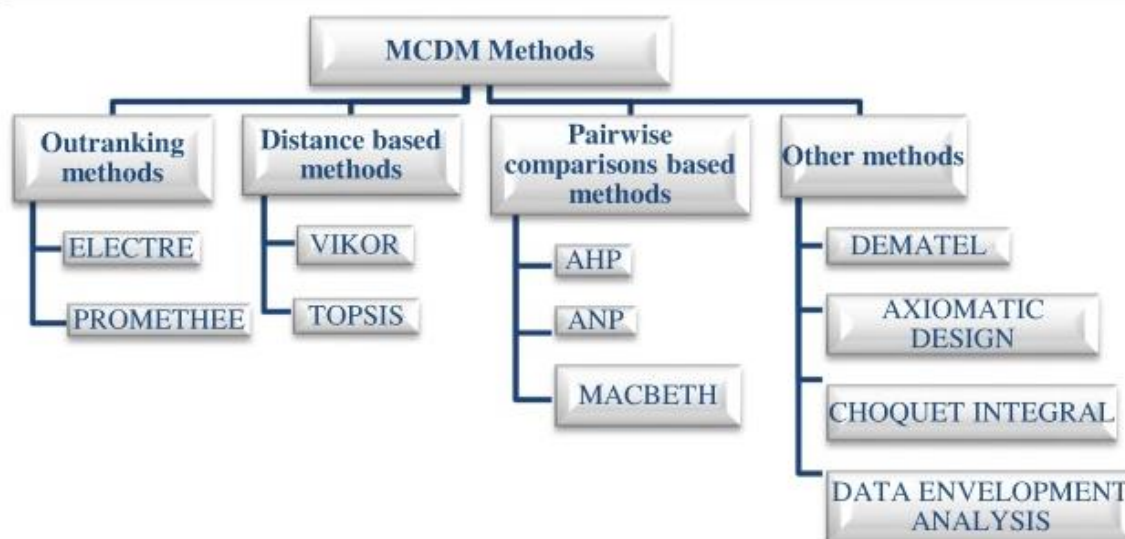 MCDM Methods
Outranking
methods
ELECTRE
PROMETHEE
Distance based
methods
VIKOR
TOPSIS
Pairwise
comparisons based
methods
AHP
ANP
MACBETH
Other methods
DEMATEL
AXIOMATIC
DESIGN
CHOQUET INTEGRAL
DATA ENVELOPMENT
ANALYSIS